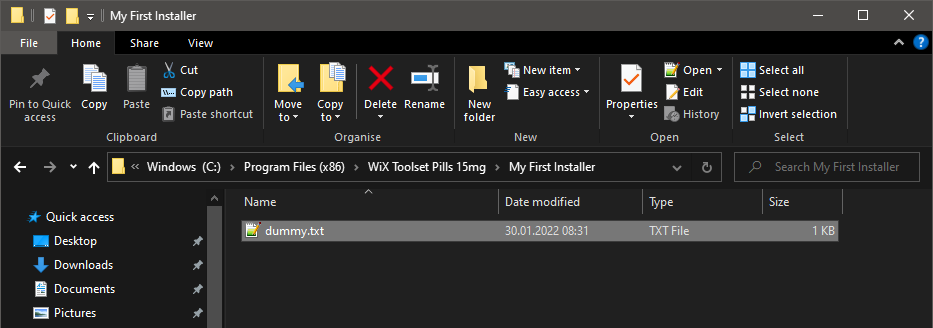 My First Installer
File Home Share View
Pin to Quick access
Copy
Paste
Cut
Copy path
Paste shortcut
Clipboard
Move to
Copy to
Delete
Rename
Organise
New folder
New item
Easy access
New
Properties
Open
Edit
History
Open
Select all
Select none
Invert selection
Select
« Windows (C:) › Program Files (x86) › WiX Toolset Pills 15mg › My First Installer
Search My First Installer
Quick access
Desktop
Downloads
Documents
Pictures
Name Date modified Type Size
dummy.txt 30.01.2022 08:31 TXT File 1 KB